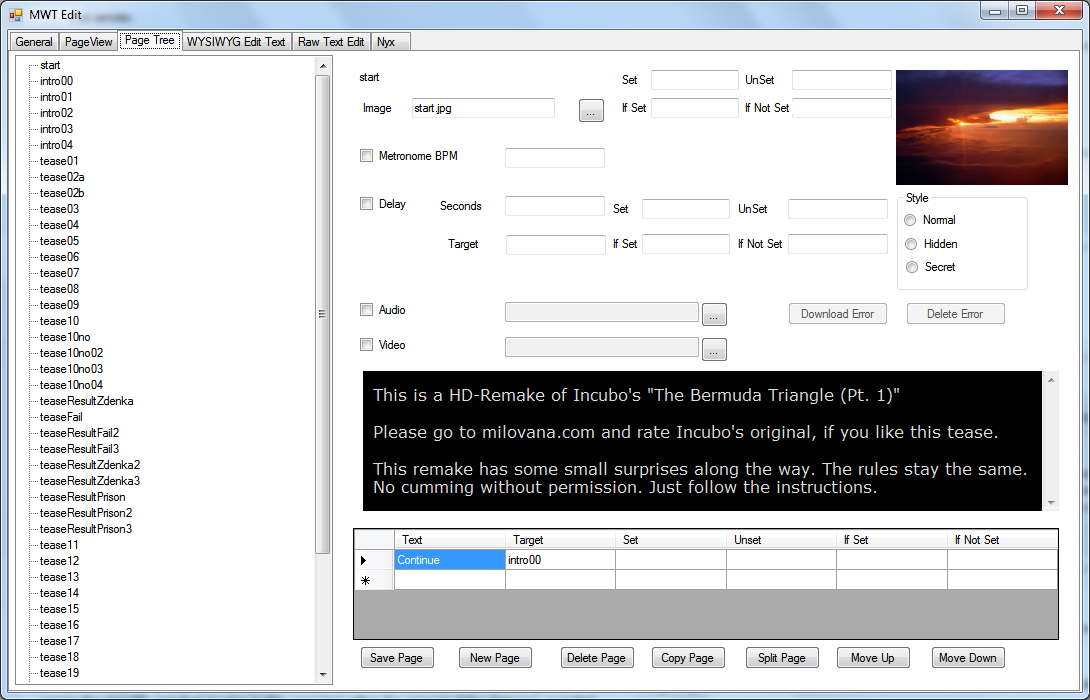 MWT Edit
General PageView Page Tree WYSIWYG Edit Text Raw Text Edit Nyx
start
intro00
intro01
intro02
intro03
intro04
tease01
tease02a
tease02b
tease03
tease04
tease05
tease06
tease07
tease08
tease09
tease10
tease10no
tease10no02
tease10no03
tease10no04
teaseResultZdenka
teaseFail
teaseResultFail2
teaseResultFail3
teaseResultZdenka2
teaseResultZdenka3
teaseResultPrison
teaseResultPrison2
teaseResultPrison3
tease11
tease12
tease13
tease14
tease15
tease16
tease17
tease18
tease19
start Set UnSet
Image start.jpg ... If Set If Not Set
Metronome BPM
Delay Seconds Set UnSet
Target If Set If Not Set
Style
Normal
Hidden
Secret
Audio ... Download Error Delete Error
Video ...
This is a HD-Remake of Incubo's "The Bermuda Triangle (Pt. 1)"
Please go to milovana.com and rate Incubo's original, if you like this tease.
This remake has some small surprises along the way. The rules stay the same.
No cumming without permission. Just follow the instructions.
Text Target Set Unset If Set If Not Set
Continue intro00
Save Page New Page Delete Page Copy Page Split Page Move Up Move Down